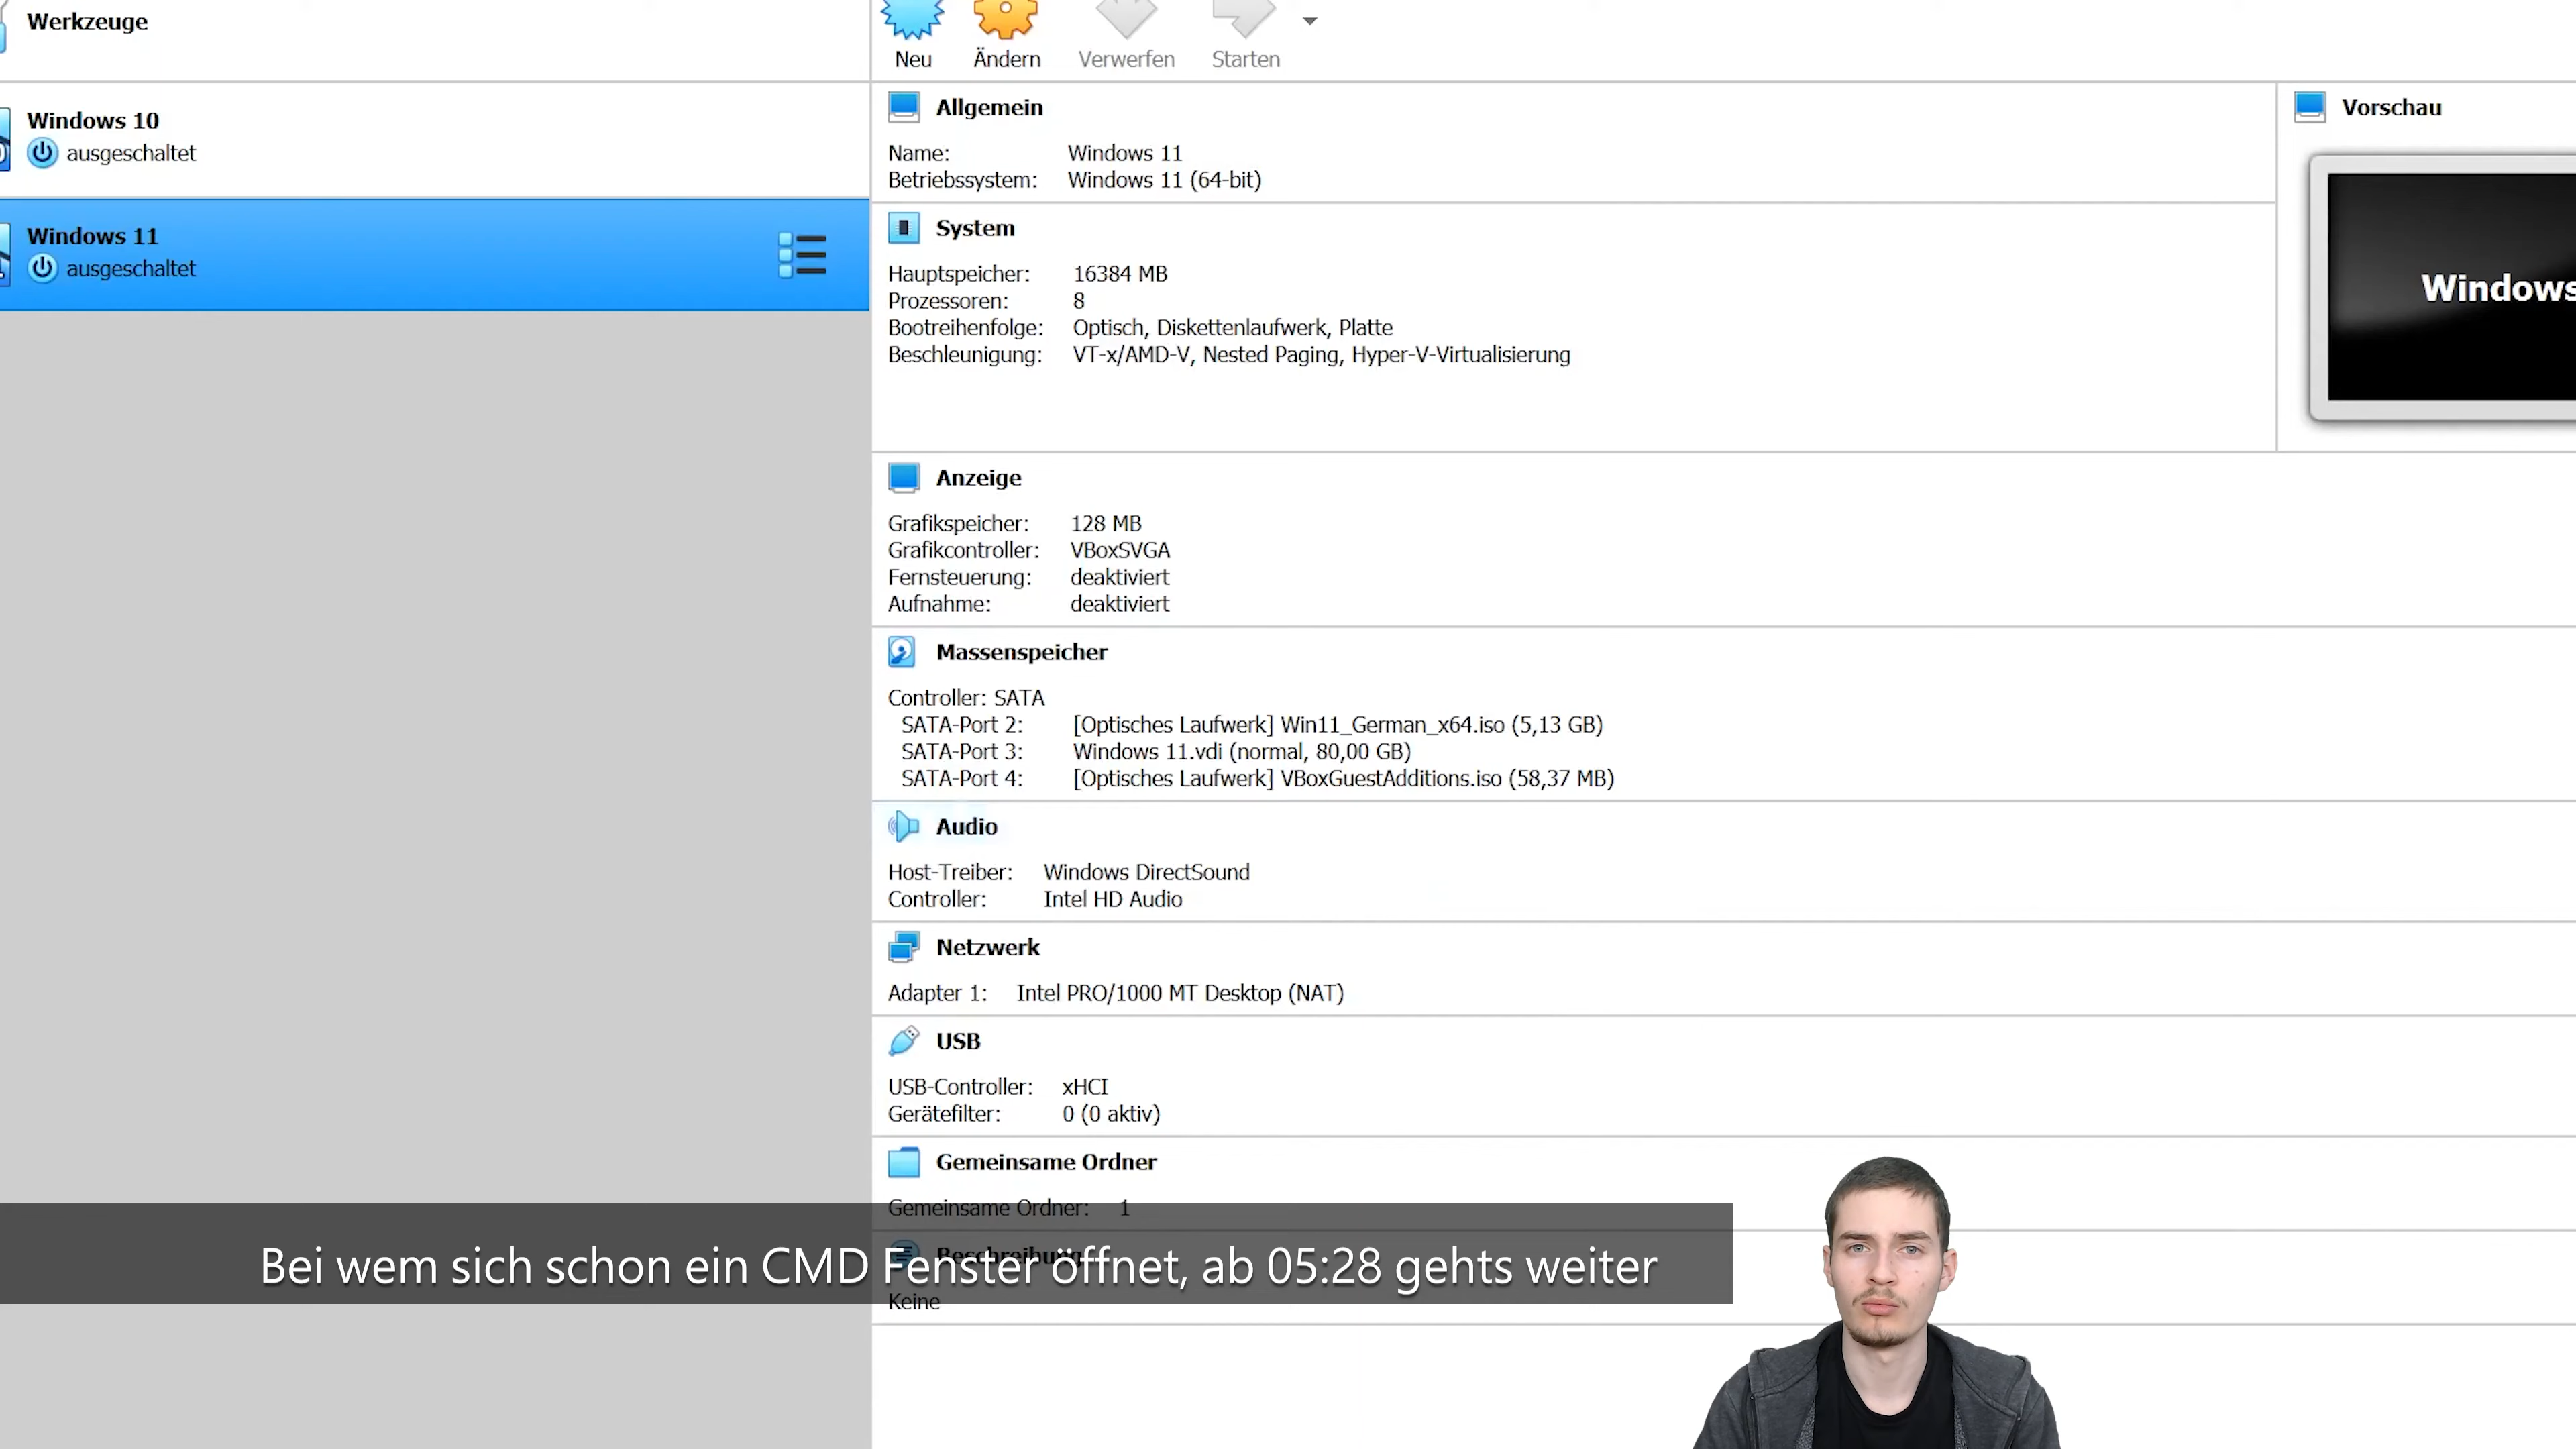 Werkzeuge
Neu
Ändern
Verwerfen
Starten
Windows 10
ausgeschaltet
Windows 11
ausgeschaltet
Allgemein
Name: Windows 11
Betriebssystem: Windows 11 (64-bit)
System
Hauptspeicher: 16384 MB
Prozessoren: 8
Bootreihenfolge: Optisch, Diskettenlaufwerk, Platte
Beschleunigung: VT-x/AMD-V, Nested Paging, Hyper-V-Virtualisierung
Vorschau
Windows
Anzeige
Grafikspeicher: 128 MB
Grafikcontroller: VBoxSVGA
Fernsteuerung: deaktiviert
Aufnahme: deaktiviert
Massenspeicher
Controller: SATA
SATA-Port 2: [Optisches Laufwerk] Win11_German_x64.iso (5,13 GB)
SATA-Port 3: Windows 11.vdi (normal, 80,00 GB)
SATA-Port 4: [Optisches Laufwerk] VBoxGuestAdditions.iso (58,37 MB)
Audio
Host-Treiber: Windows DirectSound
Controller: Intel HD Audio
Netzwerk
Adapter 1: Intel PRO/1000 MT Desktop (NAT)
USB
USB-Controller: xHCI
Gerätefilter: 0 (0 aktiv)
Gemeinsame Ordner
Gemeinsame Ordner: 1
Beschreibung
Bei wem sich schon ein CMD Fenster öffnet, ab 05:28 gehts weiter
Keine